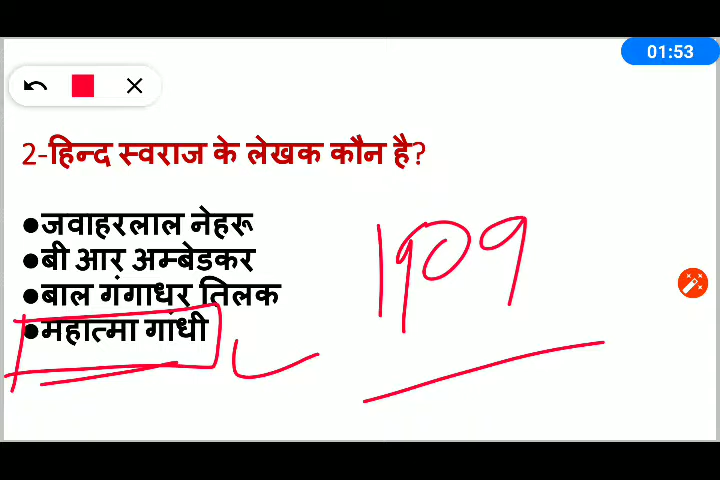 01:53
2-हिन्द स्वराज के लेखक कौन है?
●जवाहरलाल नेहरू
●बी आर अम्बेडकर
●बाल गंगाधर तिलक
●महात्मा गांधी
1909